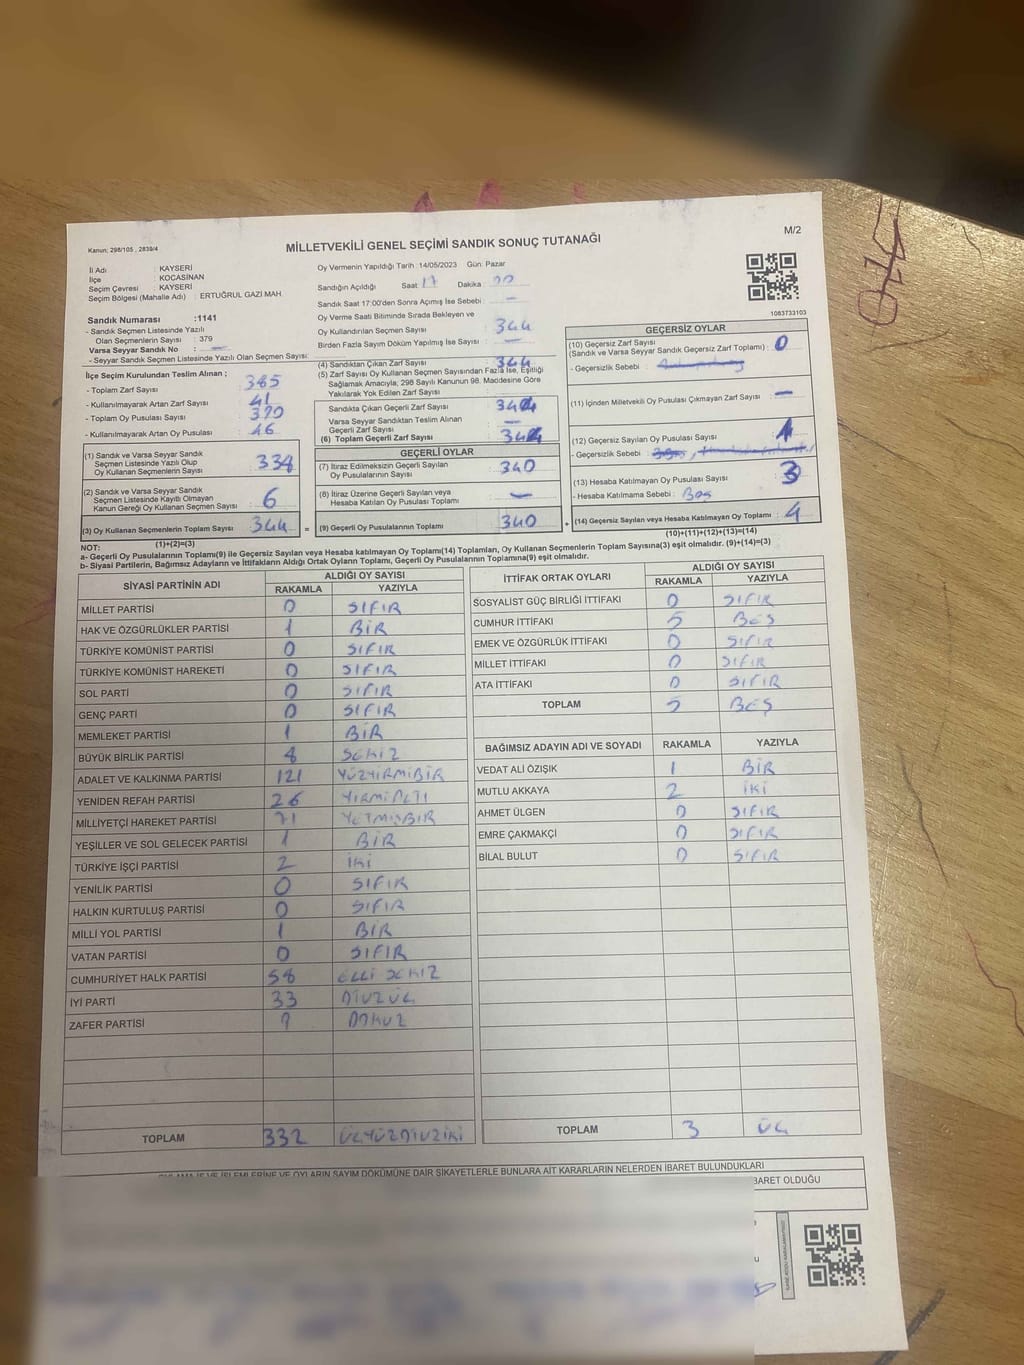 Kanun: 298/105 , 2839/4
MİLLETVEKİLİ GENEL SEÇİMİ SANDIK SONUÇ TUTANAĞI
M/2
İli Adı : KAYSERİ
İlçe : KOCASİNAN
Seçim Çevresi : KAYSERİ
Seçim Bölgesi (Mahalle Adı) : ERTUĞRUL GAZİ MAH.
Oy Vermenin Yapıldığı Tarih :14/05/2023 Gün: Pazar
Sandığın Açıldığı Saat: 17 Dakika:
Sandık Saat 17:00'den Sonra Açımış İse Sebebi : –
Oy Verme Saati Bitiminde Sırada Bekleyen ve
Oy Kullandırılan Seçmen Sayısı : 344
Birden Fazla Sayım Döküm Yapılmış İse Sayısı : –
1083733103
Sandık Numarası :1141
- Sandık Seçmen Listesinde Yazılı
Olan Seçmenlerin Sayısı : 379
Varsa Seyyar Sandık No : –
- Seyyar Sandık Seçmen Listesinde Yazılı Olan Seçmen Sayısı:
İlçe Seçim Kurulundan Teslim Alınan ;
- Toplam Zarf Sayısı : 385
- Kullanılmayarak Artan Zarf Sayısı : 41
- Toplam Oy Pusulası Sayısı : 390
- Kullanılmayarak Artan Oy Pusulası : 46
(1) Sandık ve Varsa Seyyar Sandık
Seçmen Listesinde Yazılı Olup
Oy Kullanan Seçmenlerin Sayısı : 338
(2) Sandık ve Varsa Seyyar Sandık
Seçmen Listesinde Kayıtlı Olmayan
Kanun Gereği Oy Kullanan Seçmen Sayısı : 6
(3) Oy Kullanan Seçmenlerin Toplam Sayısı : 344
(1)+(2)=(3)
(4) Sandıktan Çıkan Zarf Sayısı : 344
(5) Zarf Sayısı Oy Kullanan Seçmen Sayısından Fazla İse, Eşitliği
Sağlamak Amacıyla, 298 Sayılı Kanunun 98. Maddesine Göre
Yakılarak Yok Edilen Zarf Sayısı :
Sandıkta Çıkan Geçerli Zarf Sayısı : 344
Varsa Seyyar Sandıktan Teslim Alınan
Geçerli Zarf Sayısı : –
(6) Toplam Geçerli Zarf Sayısı : 344
GEÇERLİ OYLAR
(7) İtiraz Edilmeksizin Geçerli Sayılan
Oy Pusulalarının Sayısı : 340
(8) İtiraz Üzerine Geçerli Sayılan veya
Hesaba Katılan Oy Pusulası Toplamı : –
= (9) Geçerli Oy Pusulalarının Toplamı : 340
GEÇERSİZ OYLAR
(10) Geçersiz Zarf Sayısı
(Sandık ve Varsa Seyyar Sandık Geçersiz Zarf Toplamı) : 0
- Geçersizlik Sebebi :
(11) İçinden Milletvekili Oy Pusulası Çıkmayan Zarf Sayısı : –
(12) Geçersiz Sayılan Oy Pusulası Sayısı : 1
- Geçersizlik Sebebi :
(13) Hesaba Katılmayan Oy Pusulası Sayısı : 3
- Hesaba Katılmama Sebebi : Boş
+ (14) Geçersiz Sayılan veya Hesaba Katılmayan Oy Toplamı : 4
(10)+(11)+(12)+(13)=(14)
NOT:
a- Geçerli Oy Pusulalarının Toplamı(9) ile Geçersiz Sayılan veya Hesaba katılmayan Oy Toplamı(14) Toplamları, Oy Kullanan Seçmenlerin Toplam Sayısına(3) eşit olmalıdır. (9)+(14)=(3)
b- Siyasi Partilerin, Bağımsız Adayların ve İttifakların Aldığı Ortak Oyların Toplamı, Geçerli Oy Pusulalarının Toplamına(9) eşit olmalıdır.
SİYASİ PARTİNİN ADI ALDIĞI OY SAYISI
RAKAMLA YAZIYLA
MİLLET PARTİSİ 0 SIFIR
HAK VE ÖZGÜRLÜKLER PARTİSİ 1 BİR
TÜRKİYE KOMÜNİST PARTİSİ 0 SIFIR
TÜRKİYE KOMÜNİST HAREKETİ 0 SIFIR
SOL PARTİ 0 SIFIR
GENÇ PARTİ 0 SIFIR
MEMLEKET PARTİSİ 1 BİR
BÜYÜK BİRLİK PARTİSİ 8 SEKİZ
ADALET VE KALKINMA PARTİSİ 121 YÜZYİRMİBİR
YENİDEN REFAH PARTİSİ 26 YİRMİALTI
MİLLİYETÇİ HAREKET PARTİSİ 71 YETMİŞBİR
YEŞİLLER VE SOL GELECEK PARTİSİ 1 BİR
TÜRKİYE İŞÇİ PARTİSİ 2 İKİ
YENİLİK PARTİSİ 0 SIFIR
HALKIN KURTULUŞ PARTİSİ 0 SIFIR
MİLLİ YOL PARTİSİ 1 BİR
VATAN PARTİSİ 0 SIFIR
CUMHURİYET HALK PARTİSİ 58 ELLİ SEKİZ
İYİ PARTİ 33 OTUZÜÇ
ZAFER PARTİSİ 9 DOKUZ
TOPLAM 332 ÜÇYÜZOTUZİKİ
İTTİFAK ORTAK OYLARI ALDIĞI OY SAYISI
RAKAMLA YAZIYLA
SOSYALİST GÜÇ BİRLİĞİ İTTİFAKI 0 SIFIR
CUMHUR İTTİFAKI 5 BEŞ
EMEK VE ÖZGÜRLÜK İTTİFAKI 0 SIFIR
MİLLET İTTİFAKI 0 SIFIR
ATA İTTİFAKI 0 SIFIR
TOPLAM 5 BEŞ
BAĞIMSIZ ADAYIN ADI VE SOYADI RAKAMLA YAZIYLA
VEDAT ALİ ÖZIŞIK 1 BİR
MUTLU AKKAYA 2 İKİ
AHMET ÜLGEN 0 SIFIR
EMRE ÇAKMAKÇİ 0 SIFIR
BİLAL BULUT 0 SIFIR
TOPLAM 3 ÜÇ
OYLAMA İŞ VE İŞLEMLERİNE VE OYLARIN SAYIM DÖKÜMÜNE DAİR ŞİKAYETLERLE BUNLARA AİT KARARLARIN NELERDEN İBARET BULUNDUKLARI
BARET OLDUĞU